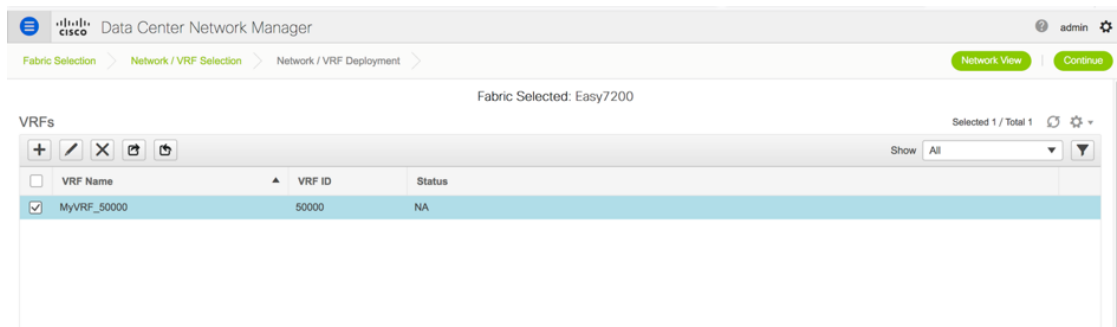 cisco Data Center Network Manager admin
Fabric Selection Network / VRF Selection Network / VRF Deployment Network View Continue
Fabric Selected: Easy7200
VRFs Selected 1 / Total 1
Show All
VRF Name VRF ID Status
MyVRF_50000 50000 NA